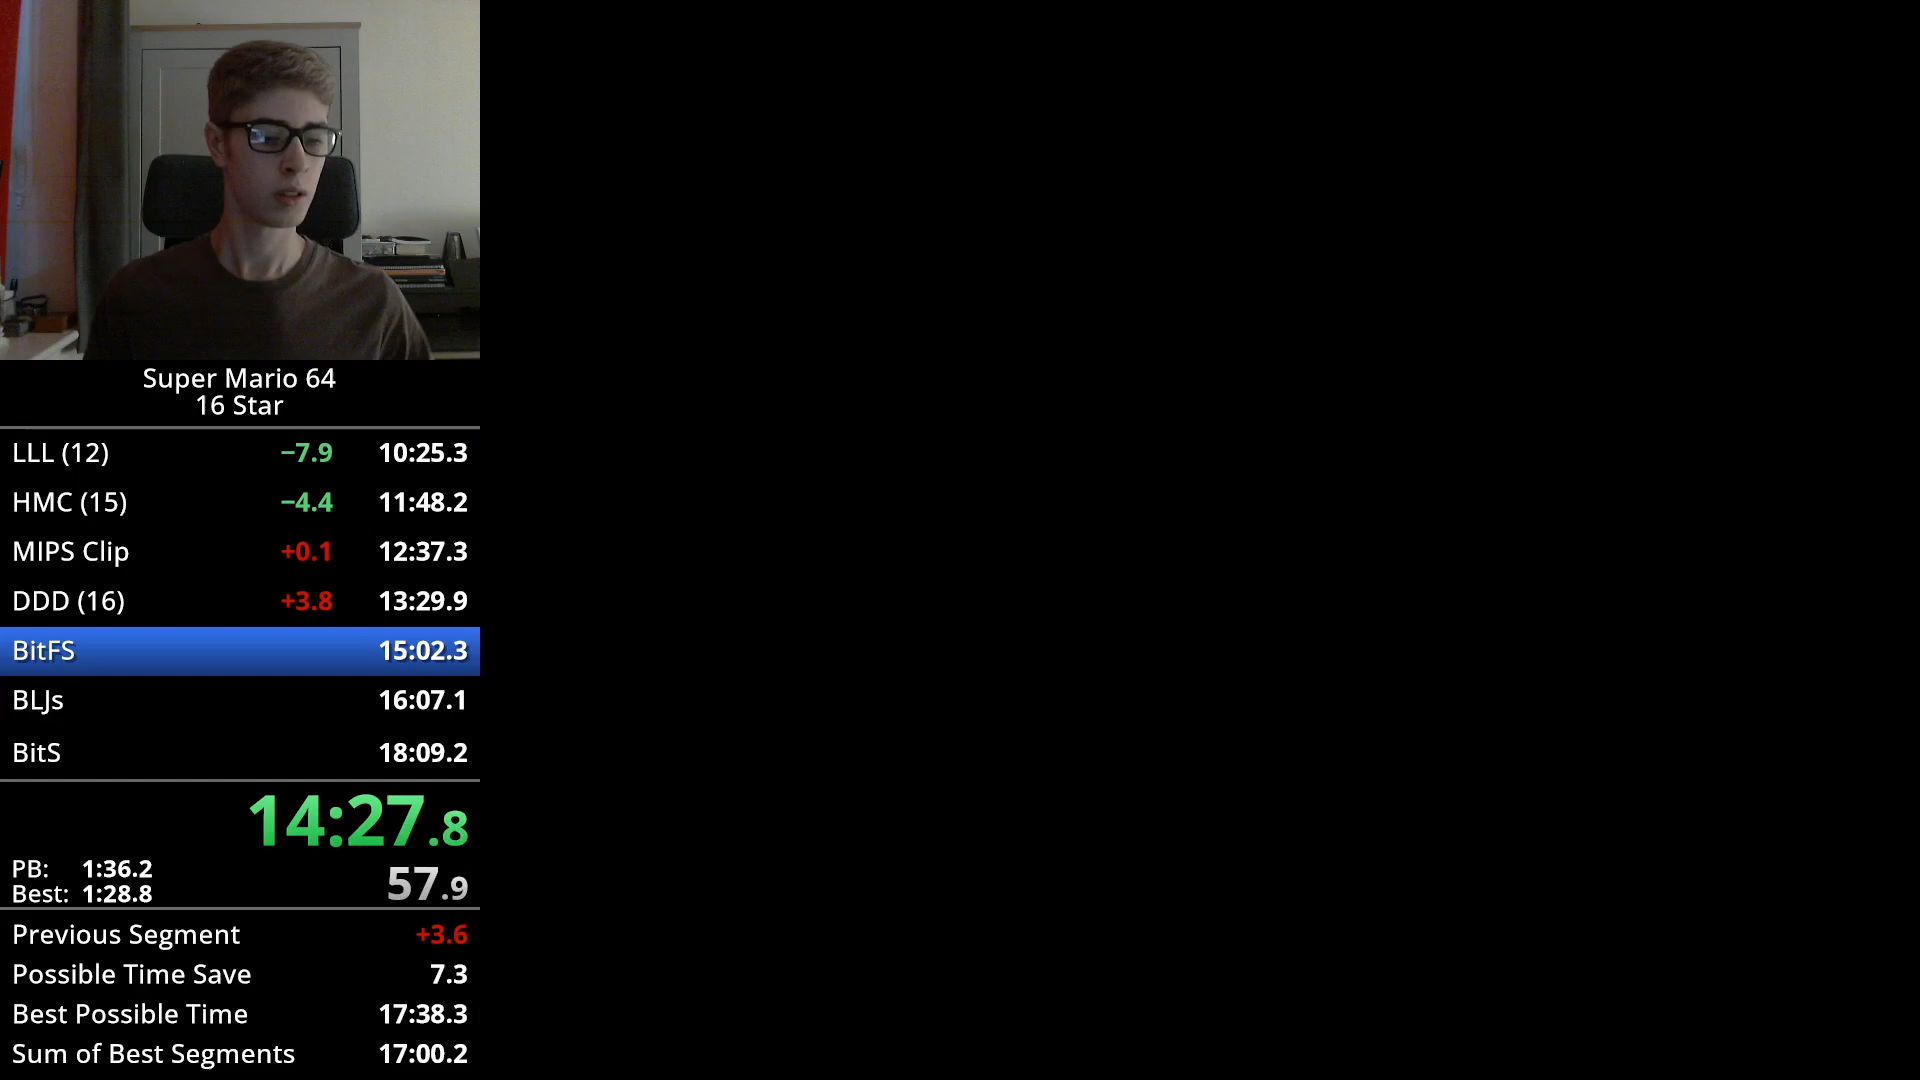 Super Mario 64
16 Star
LLL (12) −7.9 10:25.3
HMC (15) −4.4 11:48.2
MIPS Clip +0.1 12:37.3
DDD (16) +3.8 13:29.9
BitFS 15:02.3
BLJs 16:07.1
BitS 18:09.2
14:27.8
PB: 1:36.2
Best: 1:28.8
57.9
Previous Segment +3.6
Possible Time Save 7.3
Best Possible Time 17:38.3
Sum of Best Segments 17:00.2